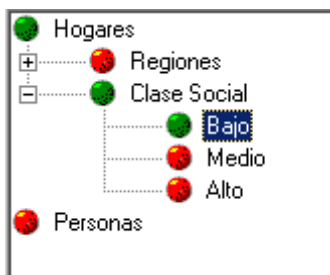 Hogares
Regiones
Clase Social
Bajo
Medio
Alto
Personas